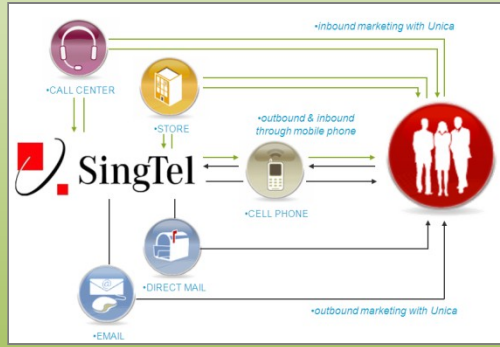 •inbound marketing with Unica
•CALL CENTER
•STORE
•outbound & inbound
through mobile phone
SingTel
•CELL PHONE
•DIRECT MAIL
•outbound marketing with Unica
•EMAIL